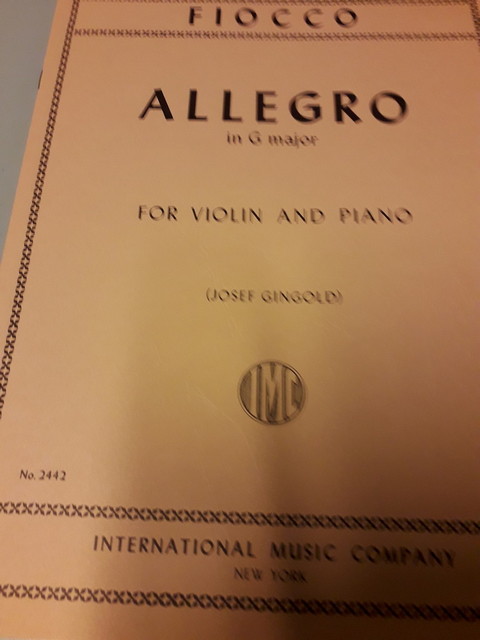 FIOCCO
ALLEGRO
in G major
FOR VIOLIN AND PIANO
(JOSEF GINGOLD)
IMC
No. 2442
INTERNATIONAL MUSIC COMPANY
NEW YORK